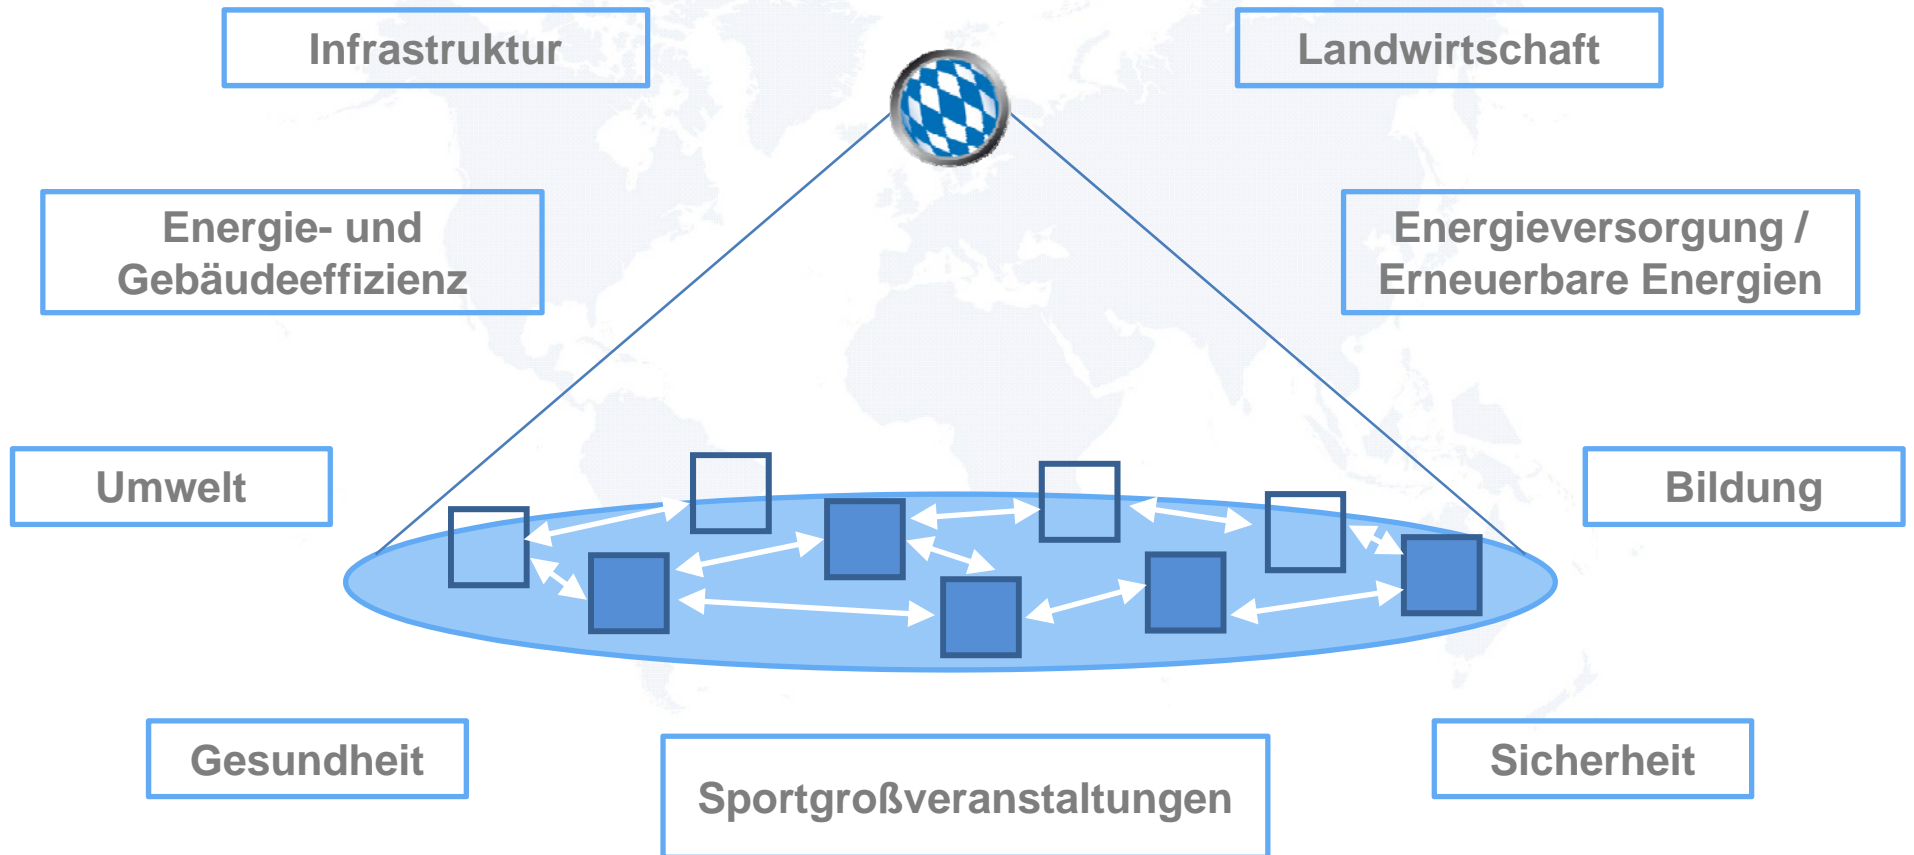 Infrastruktur
Landwirtschaft
Energie- und
Gebäudeeffizienz
Energieversorgung /
Erneuerbare Energien
Umwelt
Bildung
Gesundheit
Sportgroßveranstaltungen
Sicherheit